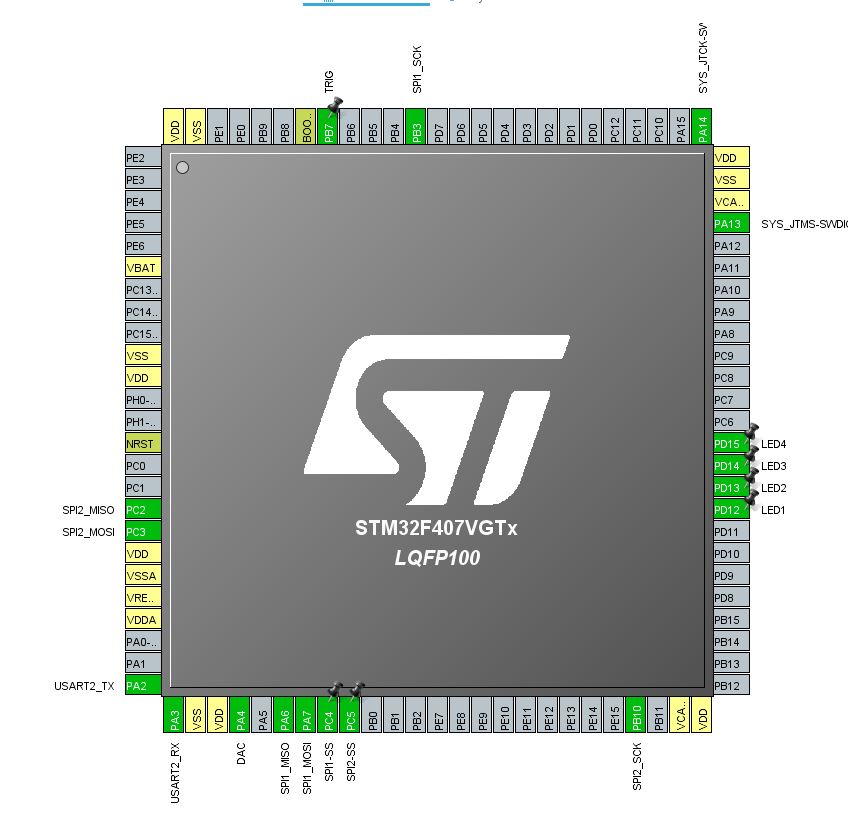 TRIG
SPI1_SCK
SYS_JTCK-SW
VDD
VSS
PE1
PE0
PB9
PB8
BOO..
PB7
PB6
PB5
PB4
PB3
PD7
PD6
PD5
PD4
PD3
PD2
PD1
PD0
PC12
PC11
PC10
PA15
PA14
PE2
PE3
PE4
PE5
PE6
VBAT
PC13..
PC14..
PC15..
VSS
VDD
PH0-..
PH1-..
NRST
PC0
PC1
SPI2_MISO PC2
SPI2_MOSI PC3
VDD
VSSA
VRE..
VDDA
PA0-..
PA1
USART2_TX PA2
STM32F407VGTx
LQFP100
VDD
VSS
VCA..
PA13 SYS_JTMS-SWDIO
PA12
PA11
PA10
PA9
PA8
PC9
PC8
PC7
PC6
PD15 LED4
PD14 LED3
PD13 LED2
PD12 LED1
PD11
PD10
PD9
PD8
PB15
PB14
PB13
PB12
PA3
VSS
VDD
PA4
PA5
PA6
PA7
PC4
PC5
PB0
PB1
PB2
PE7
PE8
PE9
PE10
PE11
PE12
PE13
PE14
PE15
PB10
PB11
VCA..
VDD
USART2_RX
DAC
SPI1_MISO
SPI1_MOSI
SPI1-SS
SPI2-SS
SPI2_SCK